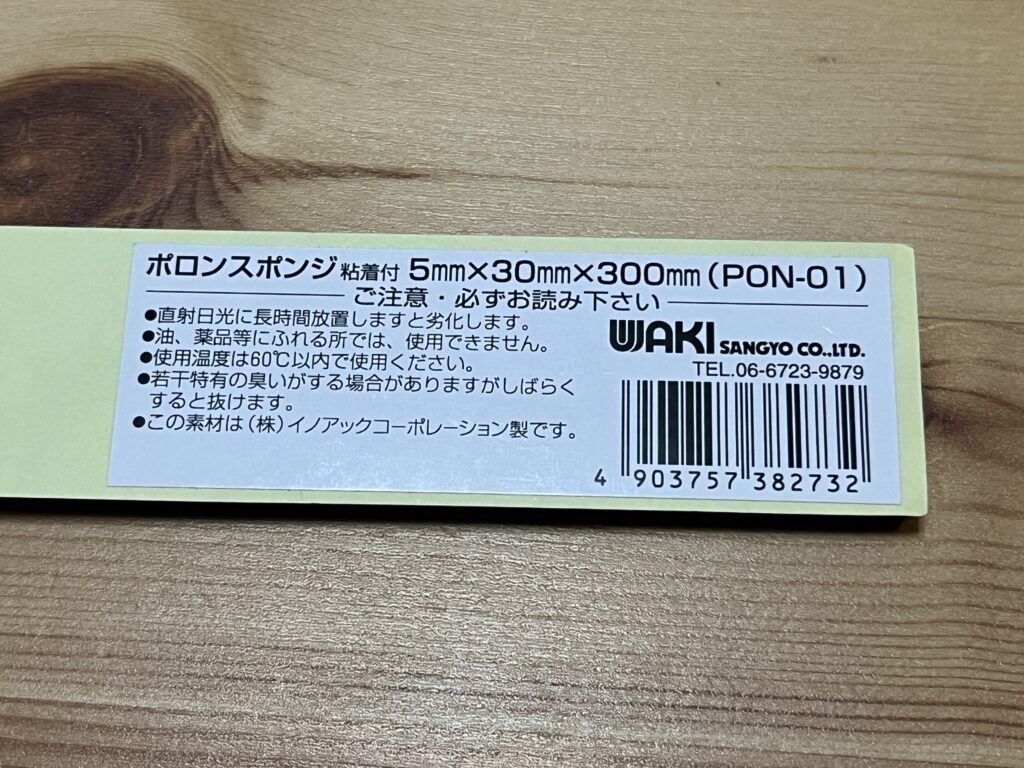 ポロンスポンジ 粘着付 5mm×30mm×300mm (PON-01)
ご注意・必ずお読み下さい
●直射日光に長時間放置しますと劣化します。
●油、薬品等にふれる所では、使用できません。
●使用温度は60℃以内で使用ください。
●若干特有の臭いがする場合がありますがしばらく
すると抜けます。
●この素材は(株)イノアックコーポレーション製です。
WAKI SANGYO CO.,LTD.
TEL.06-6723-9879
4 903757 382732